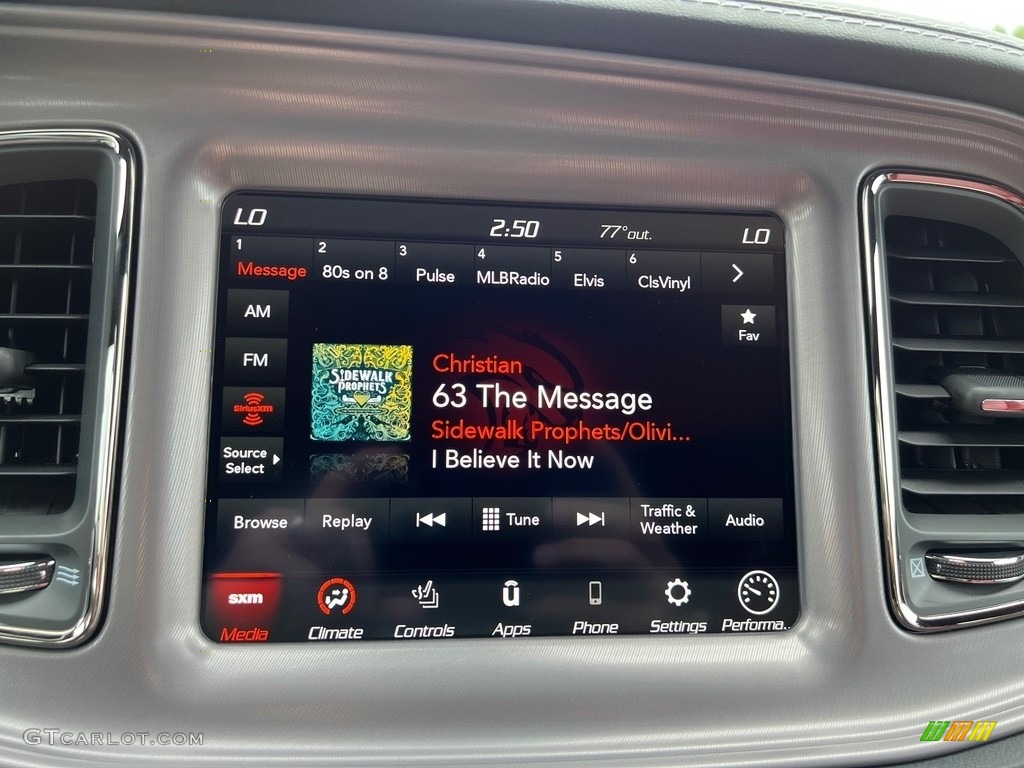 LO 2:50 77° out. LO
1 2 3 4 5 6
Message 80s on 8 Pulse MLBRadio Elvis ClsVinyl
AM
Fav
FM
SIDEWALK
PROPHETS
Christian
63 The Message
SiriusXM
Sidewalk Prophets/Olivi...
Source
Select
I Believe It Now
Browse Replay Tune Traffic &
Weather Audio
sxm
Media Climate Controls Apps Phone Settings Performa..
GTCARLOT.COM